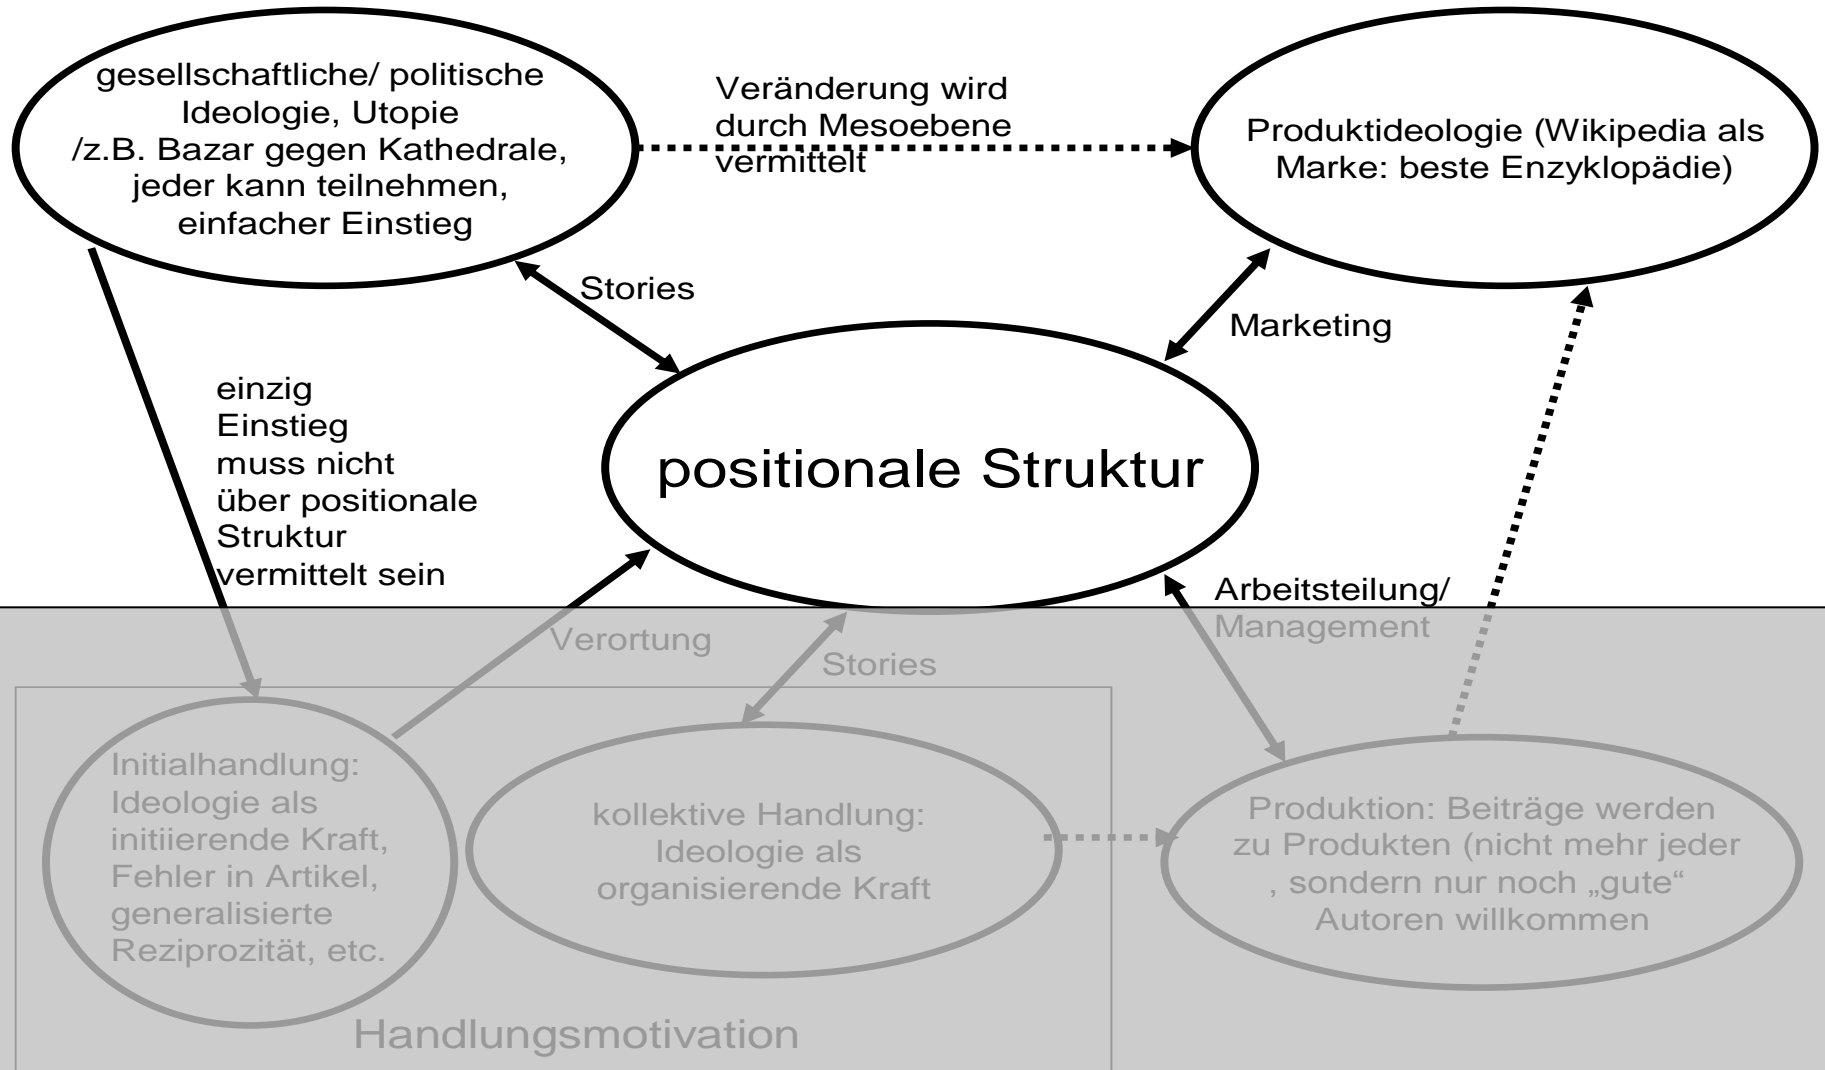 gesellschaftliche/ politische
Ideologie, Utopie
/z.B. Bazar gegen Kathedrale,
jeder kann teilnehmen,
einfacher Einstieg
Veränderung wird
durch Mesoebene
vermittelt
Produktideologie (Wikipedia als
Marke: beste Enzyklopädie)
Stories
Marketing
einzig
Einstieg
muss nicht
über positionale
Struktur
vermittelt sein
positionale Struktur
Arbeitsteilung/
Management
Verortung
Stories
Initialhandlung:
Ideologie als
initiierende Kraft,
Fehler in Artikel,
generalisierte
Reziprozität, etc.
kollektive Handlung:
Ideologie als
organisierende Kraft
Produktion: Beiträge werden
zu Produkten (nicht mehr jeder
, sondern nur noch „gute“
Autoren willkommen
Handlungsmotivation